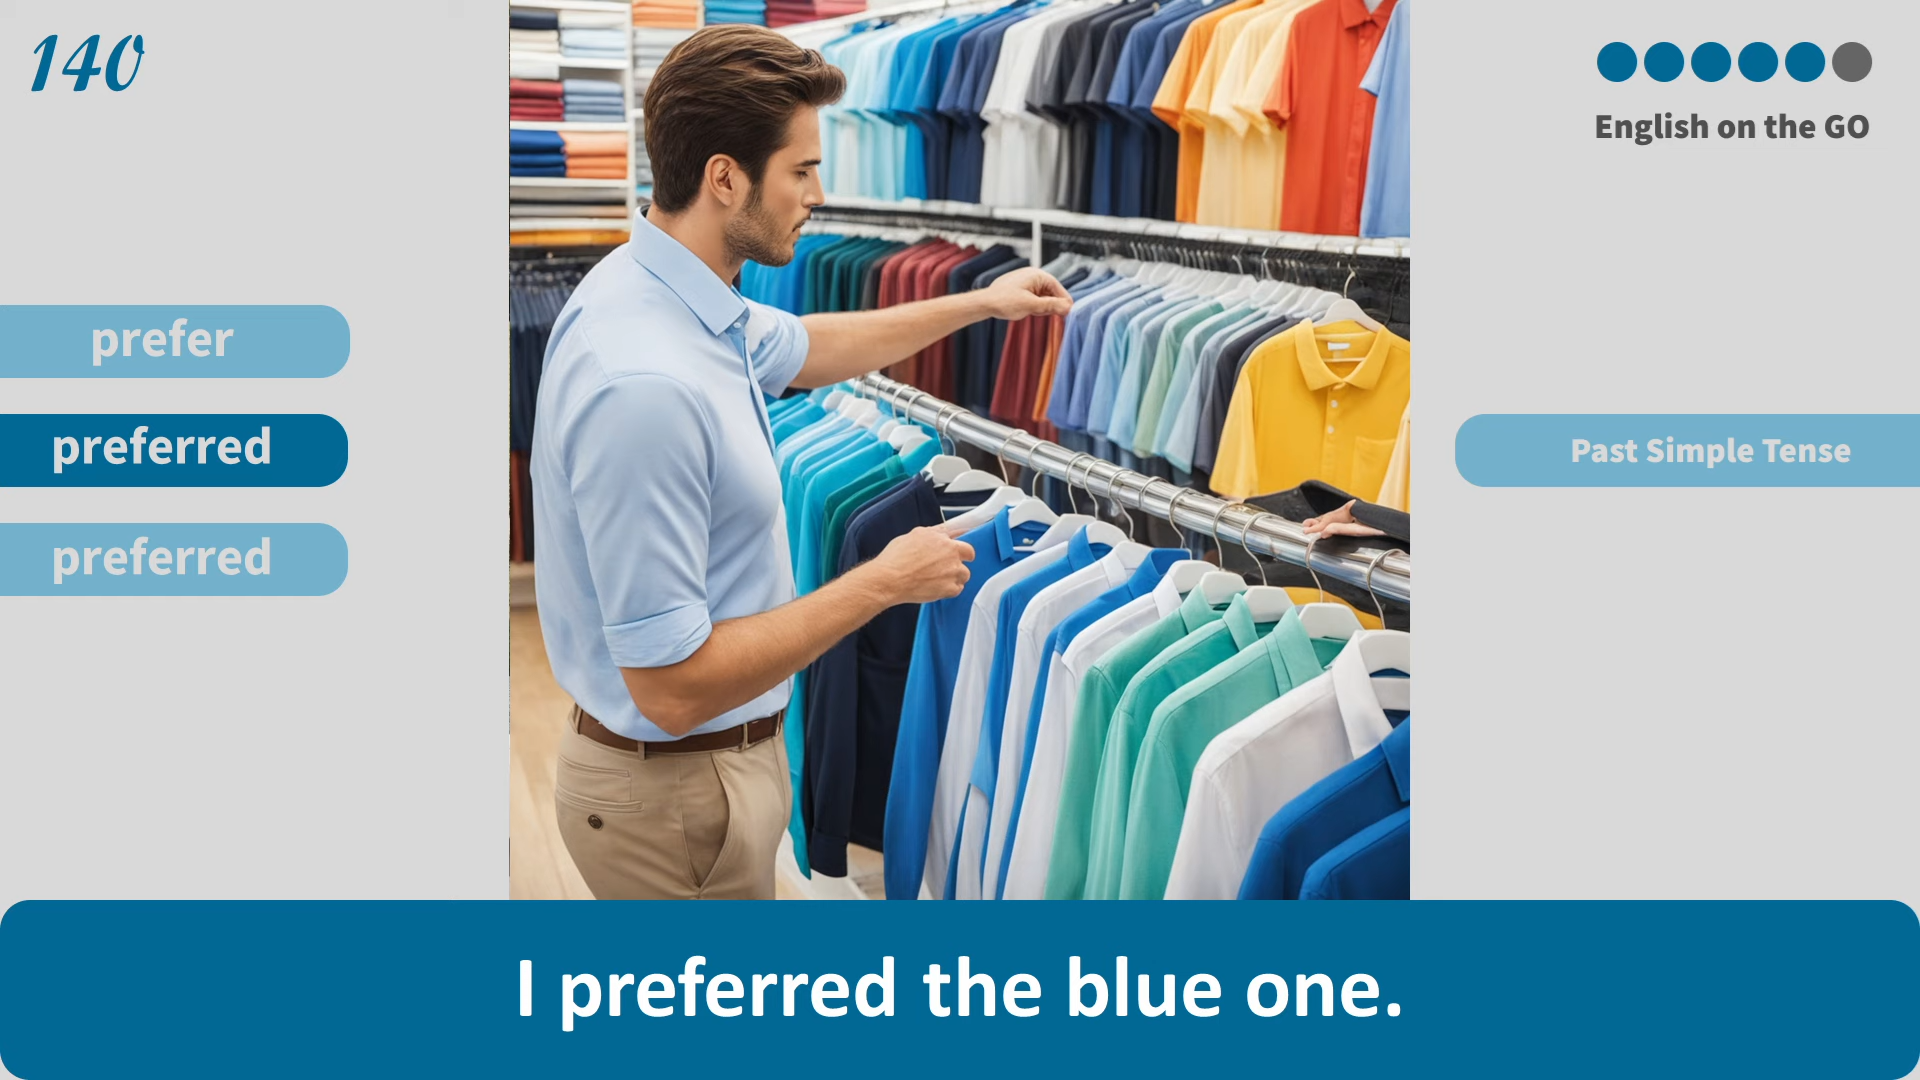 140
English on the GO
prefer
preferred
preferred
Past Simple Tense
I preferred the blue one.